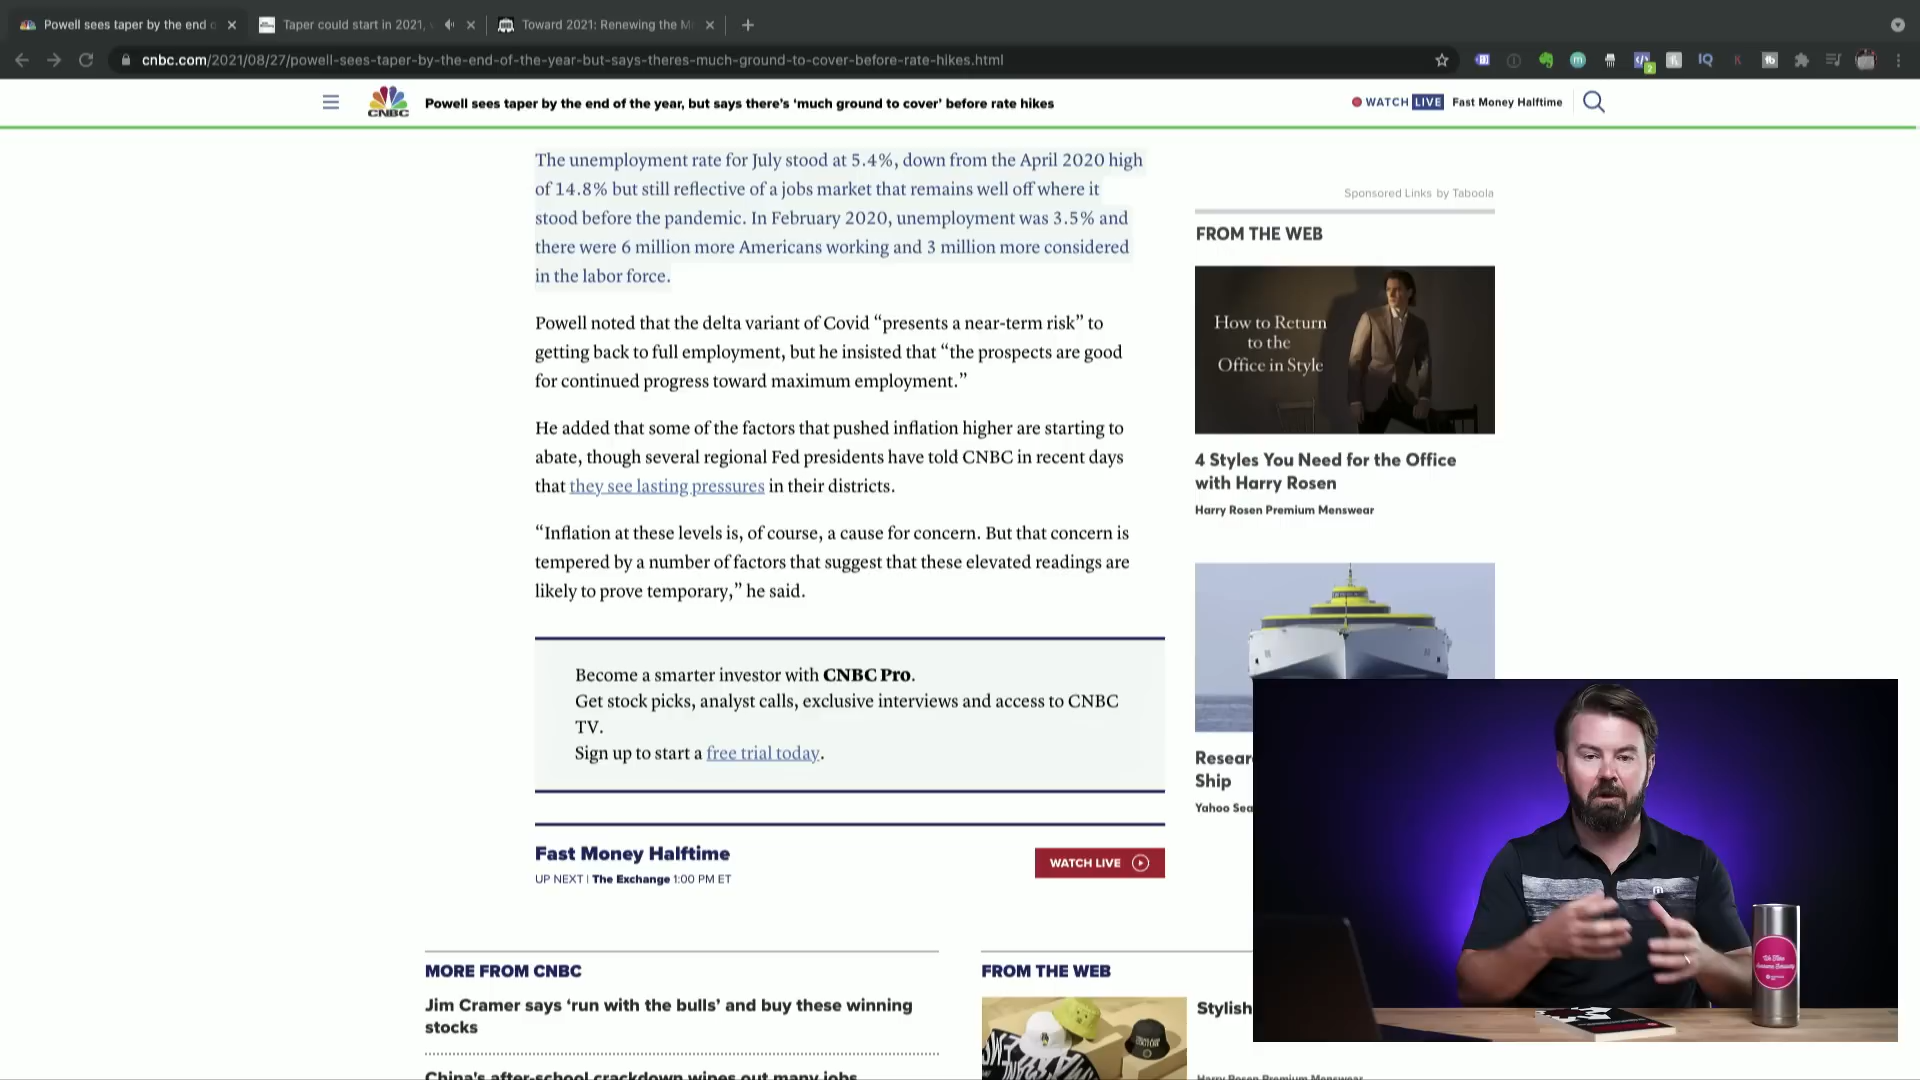 Powell sees taper by the end
Taper could start in 2021,
Toward 2021: Renewing the M
cnbc.com/2021/08/27/powell-sees-taper-by-the-end-of-the-year-but-says-theres-much-ground-to-cover-before-rate-hikes.html
CNBC
Powell sees taper by the end of the year, but says there’s ‘much ground to cover’ before rate hikes
WATCH LIVE Fast Money Halftime
The unemployment rate for July stood at 5.4%, down from the April 2020 high
of 14.8% but still reflective of a jobs market that remains well off where it
stood before the pandemic. In February 2020, unemployment was 3.5% and
there were 6 million more Americans working and 3 million more considered
in the labor force.
Powell noted that the delta variant of Covid “presents a near-term risk” to
getting back to full employment, but he insisted that “the prospects are good
for continued progress toward maximum employment.”
He added that some of the factors that pushed inflation higher are starting to
abate, though several regional Fed presidents have told CNBC in recent days
that they see lasting pressures in their districts.
“Inflation at these levels is, of course, a cause for concern. But that concern is
tempered by a number of factors that suggest that these elevated readings are
likely to prove temporary,” he said.
Become a smarter investor with CNBC Pro.
Get stock picks, analyst calls, exclusive interviews and access to CNBC
TV.
Sign up to start a free trial today.
Fast Money Halftime
UP NEXT | The Exchange 1:00 PM ET
WATCH LIVE
MORE FROM CNBC
Jim Cramer says ‘run with the bulls’ and buy these winning
stocks
China's after-school crackdown wipes out many jobs
Sponsored Links by Taboola
FROM THE WEB
How to Return
to the
Office in Style
4 Styles You Need for the Office
with Harry Rosen
Harry Rosen Premium Menswear
Resear
Ship
Yahoo Sea
FROM THE WEB
Stylish
Harry Rosen Premium Menswear